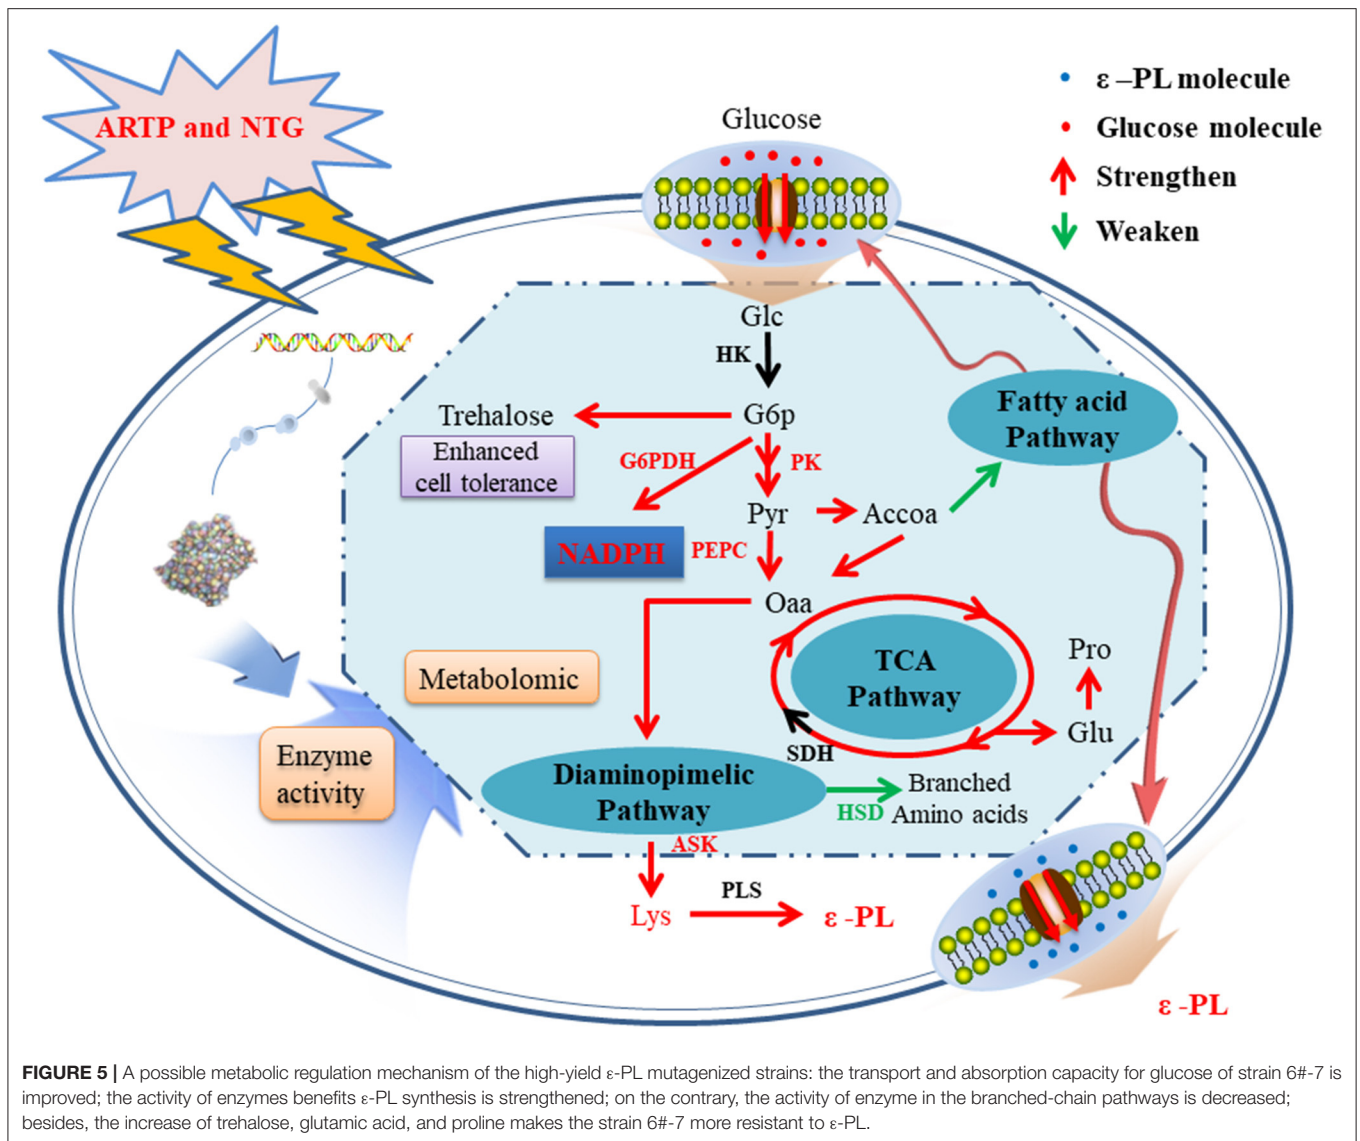 ARTP and NTG
Glucose
ε –PL molecule
Glucose molecule
Strengthen
Weaken
Glc
HK
Trehalose
G6p
Enhanced
cell tolerance
G6PDH
PK
Fatty acid
Pathway
Pyr
Accoa
NADPH
PEPC
Oaa
Metabolomic
TCA
Pathway
Pro
Glu
SDH
Enzyme
activity
Diaminopimelic
Pathway
HSD
Branched
Amino acids
ASK
Lys
PLS
ε -PL
ε -PL
FIGURE 5 | A possible metabolic regulation mechanism of the high-yield ε-PL mutagenized strains: the transport and absorption capacity for glucose of strain 6#-7 is
improved; the activity of enzymes benefits ε-PL synthesis is strengthened; on the contrary, the activity of enzyme in the branched-chain pathways is decreased;
besides, the increase of trehalose, glutamic acid, and proline makes the strain 6#-7 more resistant to ε-PL.